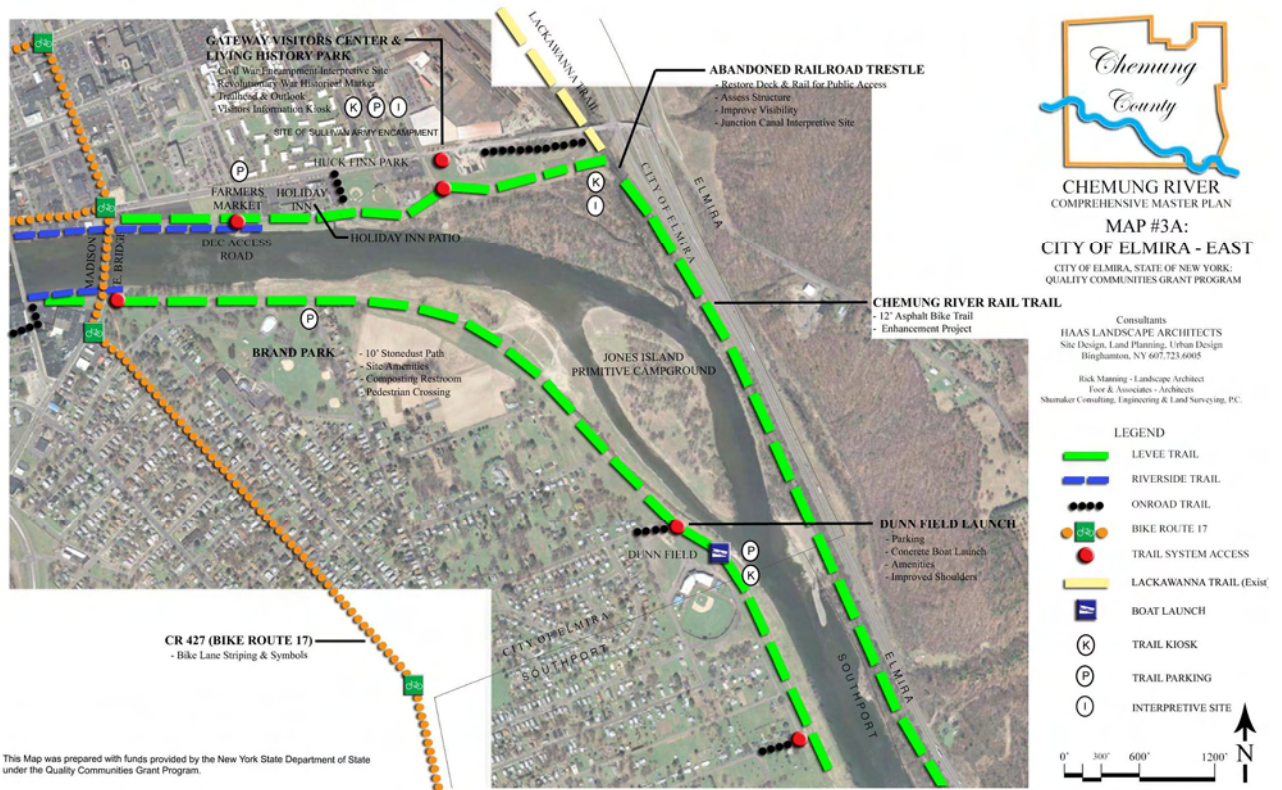 GATEWAY VISITORS CENTER &
LIVING HISTORY PARK
- Civil War Encampment Interpretive Site
- Revolutionary War Historical Marker
- Trailhead & Outlook
- Visitors Information Kiosk
K P I
SITE OF SULLIVAN ARMY ENCAMPMENT
HUCK FINN PARK
P
FARMERS
MARKET
HOLIDAY
INN
HOLIDAY INN PATIO
DEC ACCESS
ROAD
MADISON
E. BRIDGE
LACKAWANNA TRAIL
ABANDONED RAILROAD TRESTLE
- Restore Deck & Rail for Public Access
- Assess Structure
- Improve Visibility
- Junction Canal Interpretive Site
K
I
CITY OF ELMIRA
ELMIRA
CHEMUNG RIVER RAIL TRAIL
- 12' Asphalt Bike Trail
- Enhancement Project
P
BRAND PARK
- 10' Stonedust Path
- Site Amenities
- Composting Restroom
- Pedestrian Crossing
JONES ISLAND
PRIMITIVE CAMPGROUND
DUNN FIELD LAUNCH
- Parking
- Concrete Boat Launch
- Amenities
- Improved Shoulders
DUNN FIELD
P
K
CITY OF ELMIRA
SOUTHPORT
ELMIRA
SOUTHPORT
CR 427 (BIKE ROUTE 17)
- Bike Lane Striping & Symbols
This Map was prepared with funds provided by the New York State Department of State
under the Quality Communities Grant Program.
Chemung
County
CHEMUNG RIVER
COMPREHENSIVE MASTER PLAN
MAP #3A:
CITY OF ELMIRA - EAST
CITY OF ELMIRA, STATE OF NEW YORK:
QUALITY COMMUNITIES GRANT PROGRAM
Consultants
HAAS LANDSCAPE ARCHITECTS
Site Design, Land Planning, Urban Design
Binghamton, NY 607.723.6005
Rick Manning - Landscape Architect
Foor & Associates - Architects
Shumaker Consulting, Engineering & Land Surveying, P.C.
LEGEND
LEVEE TRAIL
RIVERSIDE TRAIL
ONROAD TRAIL
BIKE ROUTE 17
TRAIL SYSTEM ACCESS
LACKAWANNA TRAIL (Exist
BOAT LAUNCH
K TRAIL KIOSK
P TRAIL PARKING
I INTERPRETIVE SITE
0' 300' 600' 1200'
N